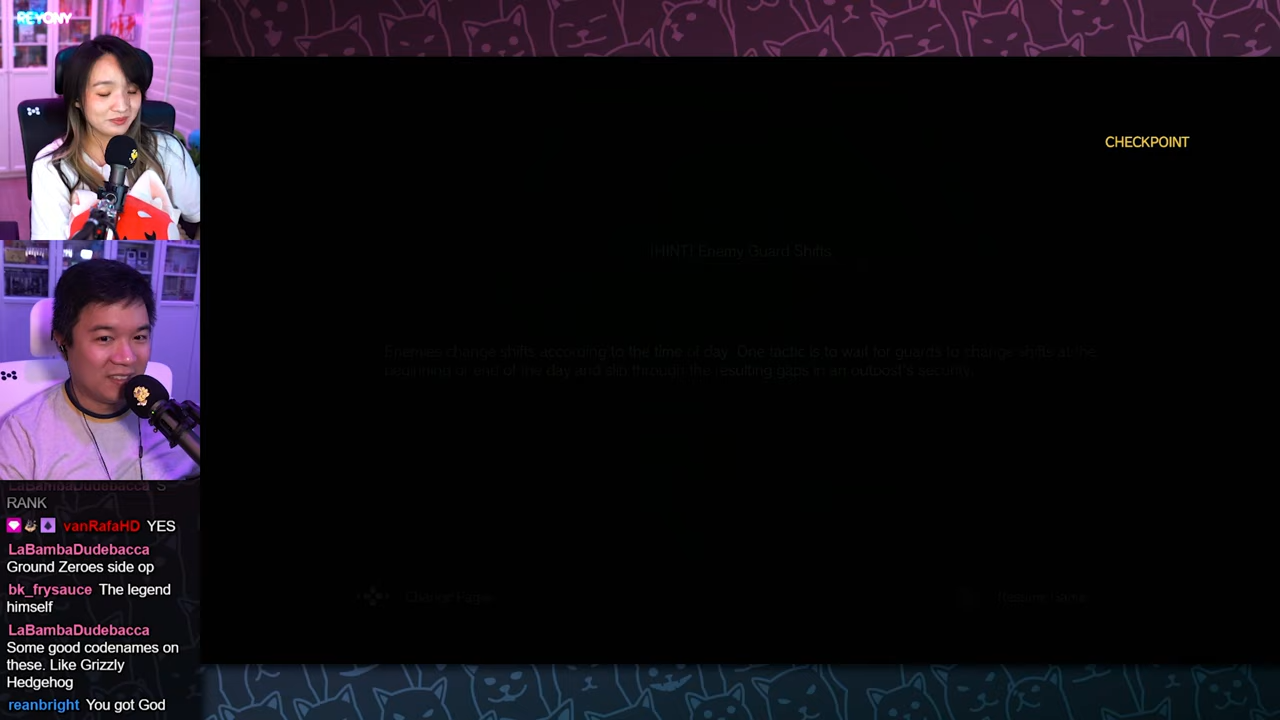 REYONY
CHECKPOINT
[HINT] Enemy Guard Shifts
Enemies change shifts according to the time of day. One tactic is to wait for guards to change shifts at the
beginning or end of the day and slip through the resulting gaps in an outpost's security.
Change Pages
Resume Game
LaBambaDudebacca S
RANK
vanRafaHD YES
LaBambaDudebacca
Ground Zeroes side op
bk_frysauce The legend
himself
LaBambaDudebacca
Some good codenames on
these. Like Grizzly
Hedgehog
reanbright You got God